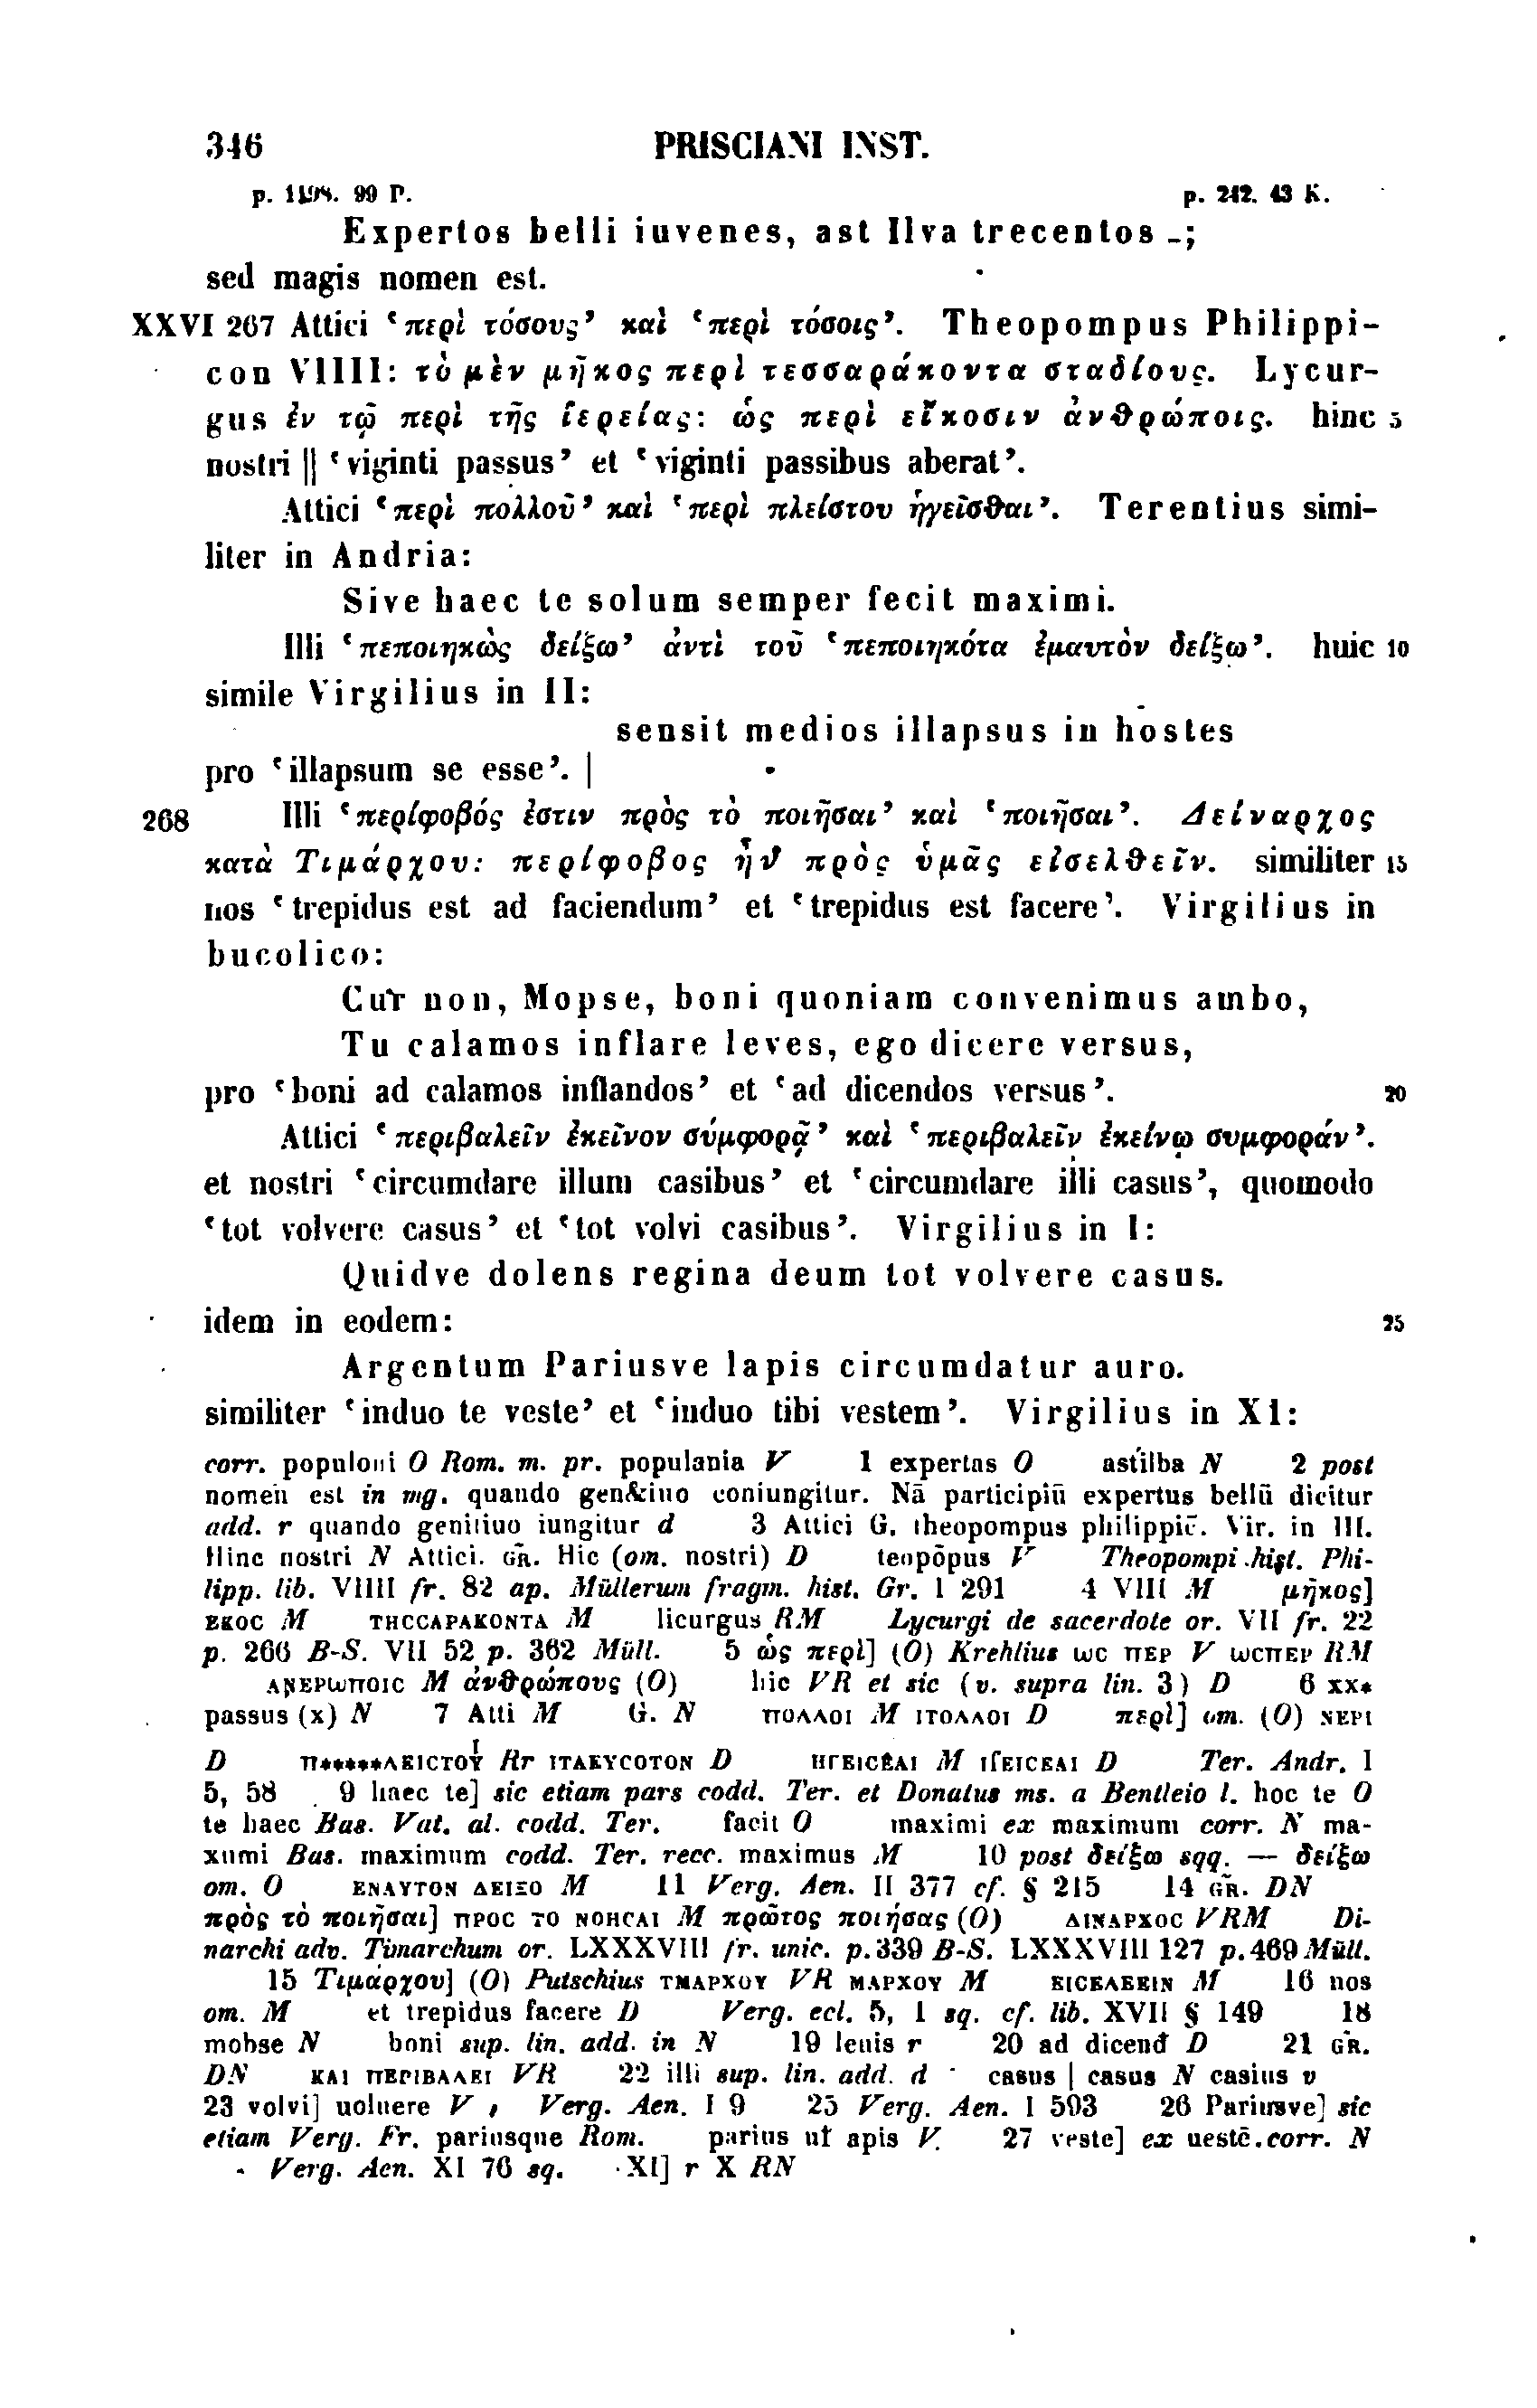 346 PRISCIANI INST.
p. 1198. 99 P. p. 242. 43 K.
Expertos belli iuvenes, ast Ilva trecentos _;
sed magis nomen est.
XXVI 267 Attici ‘περὶ τόσους’ καὶ ‘περὶ τόσοις’. Theopompus Philippi-
con VIIII: τὸ μὲν μῆκος περὶ τεσσαράκοντα σταδίους. Lycur-
gus ἐν τῷ περὶ τῆς ἱερείας: ὡς περὶ εἴκοσιν ἀνθρώποις. hinc 5
nostri || ‘viginti passus’ et ‘viginti passibus aberat’.
Attici ‘περὶ πολλοῦ’ καὶ ‘περὶ πλείστου ἡγεῖσθαι’. Terentius simi-
liter in Andria:
Sive haec te solum semper fecit maximi.
Illi ‘πεποιηκὼς δείξω’ ἀντὶ τοῦ ‘πεποιηκότα ἐμαυτὸν δείξω’. huic 10
simile Virgilius in II:
sensit medios illapsus in hostes
pro ‘illapsum se esse’. |
268 Illi ‘περίφοβός ἐστιν πρὸς τὸ ποιῆσαι’ καὶ ‘ποιῆσαι’. Δείναρχος
κατὰ Τιμάρχου: περίφοβος ἦν πρὸς ὑμᾶς εἰσελθεῖν. similiter 15
nos ‘trepidus est ad faciendum’ et ‘trepidus est facere’. Virgilius in
bucolico:
Cur non, Mopse, boni quoniam convenimus ambo,
Tu calamos inflare leves, ego dicere versus,
pro ‘boni ad calamos inflandos’ et ‘ad dicendos versus’. 20
Attici ‘περιβαλεῖν ἐκεῖνον σύμφορᾷ’ καὶ ‘περιβαλεῖν ἐκείνῳ συμφοράν’.
et nostri ‘circumdare illum casibus’ et ‘circumdare illi casus’, quomodo
‘tot volvere casus’ et ‘tot volvi casibus’. Virgilius in I:
Quidve dolens regina deum tot volvere casus.
idem in eodem: 25
Argentum Pariusve lapis circumdatur auro.
similiter ‘induo te veste’ et ‘induo tibi vestem’. Virgilius in XI:
corr. populoni O Rom. m. pr. populania V 1 expertas O ast'ilba N 2 post
nomen est in mg. quando gen&iuo coniungitur. Nā participiū expertus bellū dicitur
add. r quando genitiuo iungitur d 3 Attici G. theopompus philippic̄. Vir. in III.
Hinc nostri N Attici. GR̄. Hic (om. nostri) D teopōpus V Theopompi hist. Phi-
lipp. lib. VIIII fr. 82 ap. Müllerum fragm. hist. Gr. I 291 4 VIII M μῆκος]
ΕΚΟC M ΤΗCCΑΡΑΚΟΝΤΑ M licurgus RM Lycurgi de sacerdote or. VII fr. 22
p. 266 B-S. VII 52 p. 362 Müll. 5 ὡς περὶ] (O) Krehlius ωC ΠΕΡ V ωCΠΕΡ RM
ΑΝΕΡωΠΟΙC M ἀνθρώπους (O) hic VR et sic (v. supra lin. 3) D 6 xx*
passus (x) N 7 Atti M G. N ΠΟΛΛΟΙ M ΙΤΟΛΛΟΙ D περὶ] om. (O) ΝΕΡΙ
D Π******ΛΕΙCΤΟΥ Rr ΙΤΑΕΥCΟΤΟΝ D ΗΓΕΙCΕΑΙ M ΙΓΕΙCΕΑΙ D Ter. Andr. I
5, 58 9 haec te] sic etiam pars codd. Ter. et Donatus ms. a Bentleio l. hoc te O
te haec Bas. Vat. al. codd. Ter. facit O maximi ex maximum corr. N ma-
xumi Bas. maximum codd. Ter. recc. maximus M 10 post δείξω sqq. — δείξω
om. O ΕΝΑΥΤΟΝ ΔΕΙΞΟ M 11 Verg. Aen. II 377 cf. § 215 14 GR̄. DN
πρὸς τὸ ποιῆσαι] ΠΡΟC ΤΟ ΝΟΗCΑΙ M πρῶτος ποιήσας (O) ΔΙΝΑΡΧΟC VRM Di-
narchi adv. Timarchum or. LXXXVIII fr. unic. p. 339 B-S. LXXXVIII 127 p. 469 Müll.
15 Τιμάρχου] (O) Putschius ΤΜΑΡΧΟΥ VR ΜΑΡΧΟΥ M ΕΙCΕΛΕΕΙΝ M 16 nos
om. M et trepidus facere D Verg. ecl. 5, 1 sq. cf. lib. XVII § 149 18
mobse N boni sup. lin. add. in N 19 leuis r 20 ad dicend̄ D 21 GR̄.
DN ΚΑΙ ΠΕΡΙΒΑΛΛΕΙ VR 22 illi sup. lin. add. d casus | casus N casius v
23 volvi] uoluere V Verg. Aen. I 9 25 Verg. Aen. I 593 26 Pariusve] sic
etiam Verg. Fr. pariusque Rom. parius ut apis V. 27 veste] ex uestē corr. N
Verg. Aen. XI 76 sq. XI] r X RN